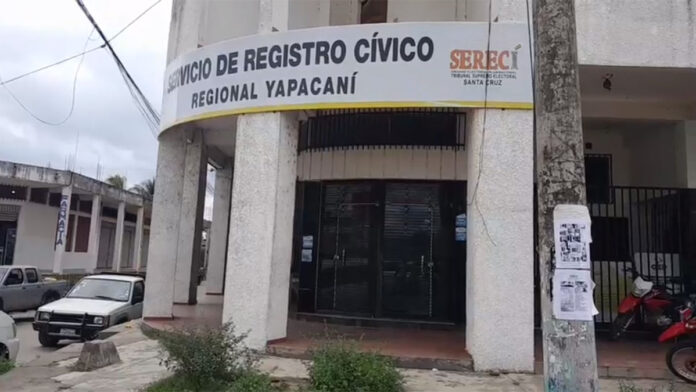 SERVICIO DE REGISTRO CÍVICO
REGIONAL YAPACANÍ
SERECÍ
TRIBUNAL SUPREMO ELECTORAL
SANTA CRUZ